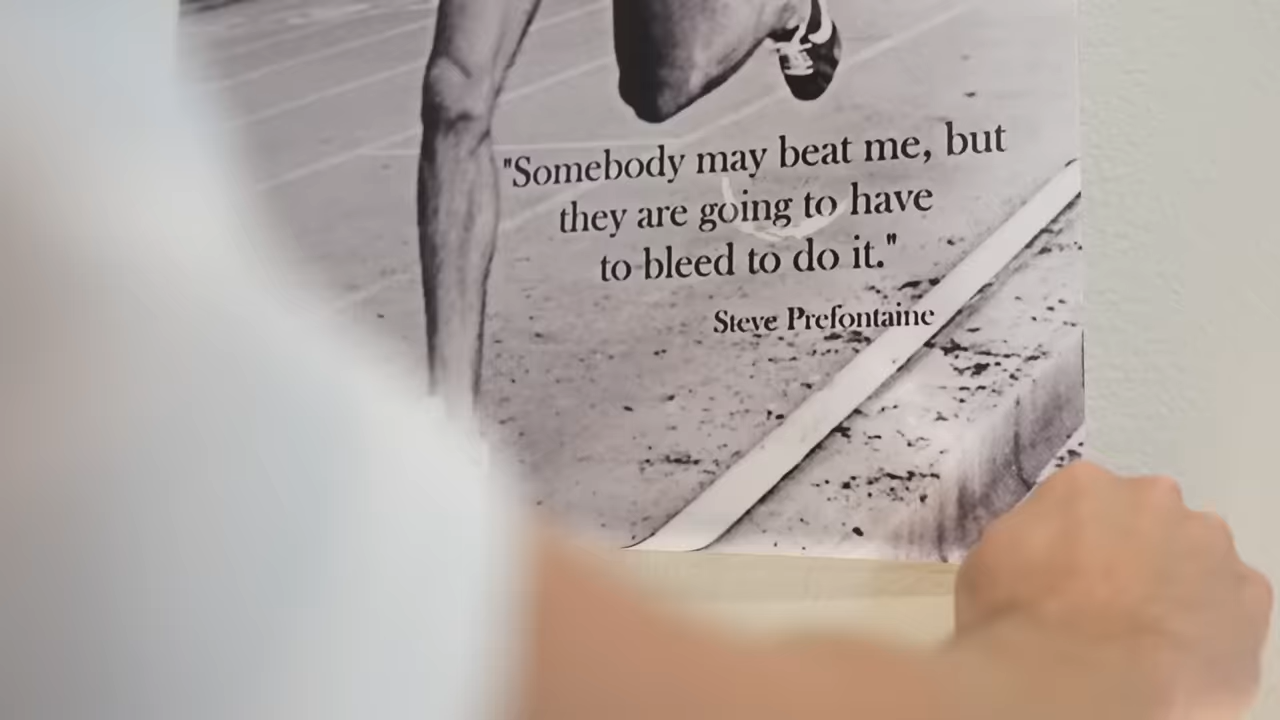 "Somebody may beat me, but
they are going to have
to bleed to do it."
Steve Prefontaine